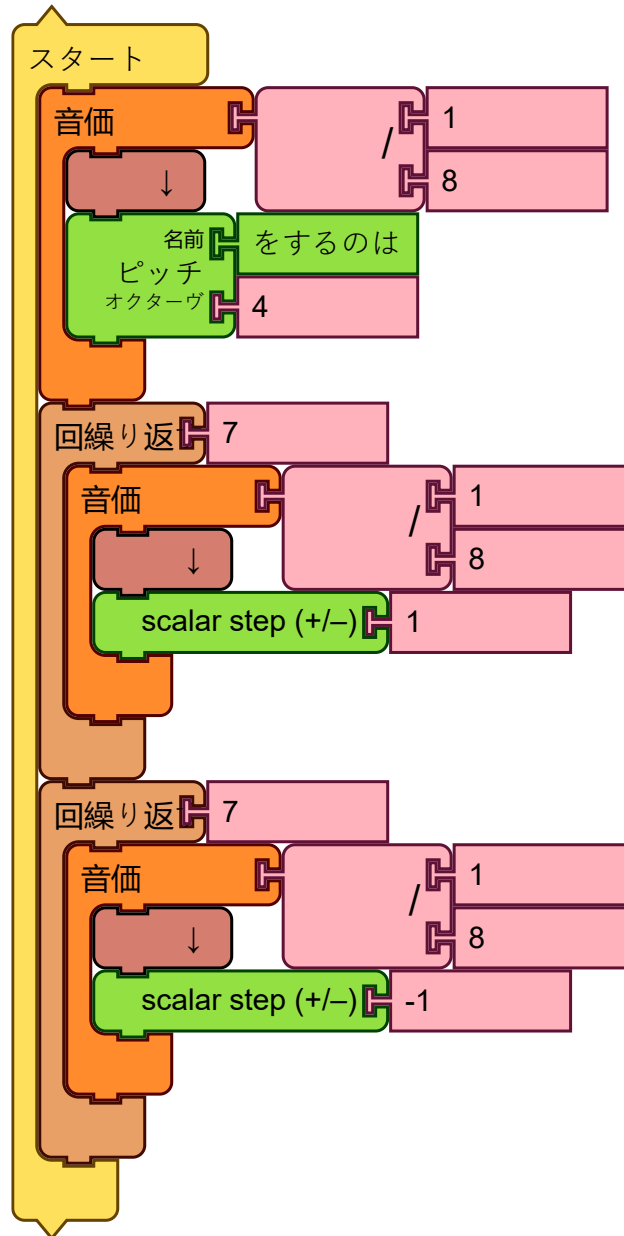 スタート
音価
1
/
8
↓
名前
をするのは
ピッチ
オクターヴ
4
回繰り返
7
音価
1
/
8
↓
scalar step (+/–)
1
回繰り返
7
音価
1
/
8
↓
scalar step (+/–)
-1